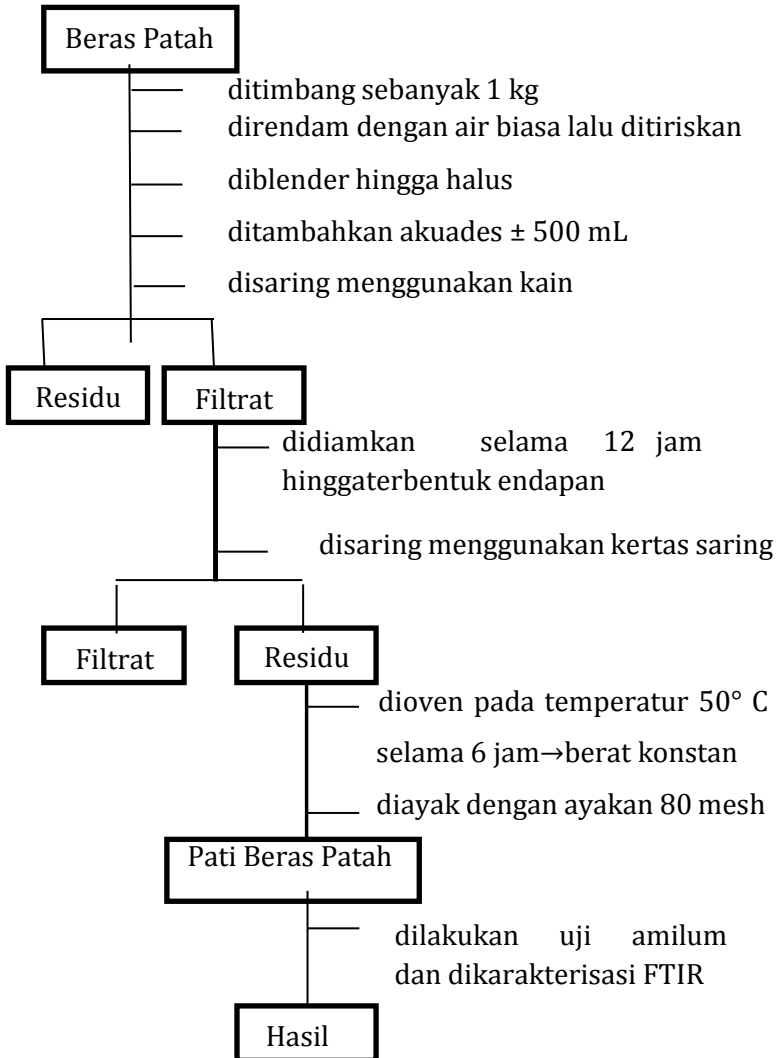 Beras Patah
ditimbang sebanyak 1 kg
direndam dengan air biasa lalu ditiriskan
diblender hingga halus
ditambahkan akuades ± 500 mL
disaring menggunakan kain
Residu
Filtrat
didiamkan selama 12 jam
hinggaterbentuk endapan
disaring menggunakan kertas saring
Filtrat
Residu
dioven pada temperatur 50° C
selama 6 jam→berat konstan
diayak dengan ayakan 80 mesh
Pati Beras Patah
dilakukan uji amilum
dan dikarakterisasi FTIR
Hasil